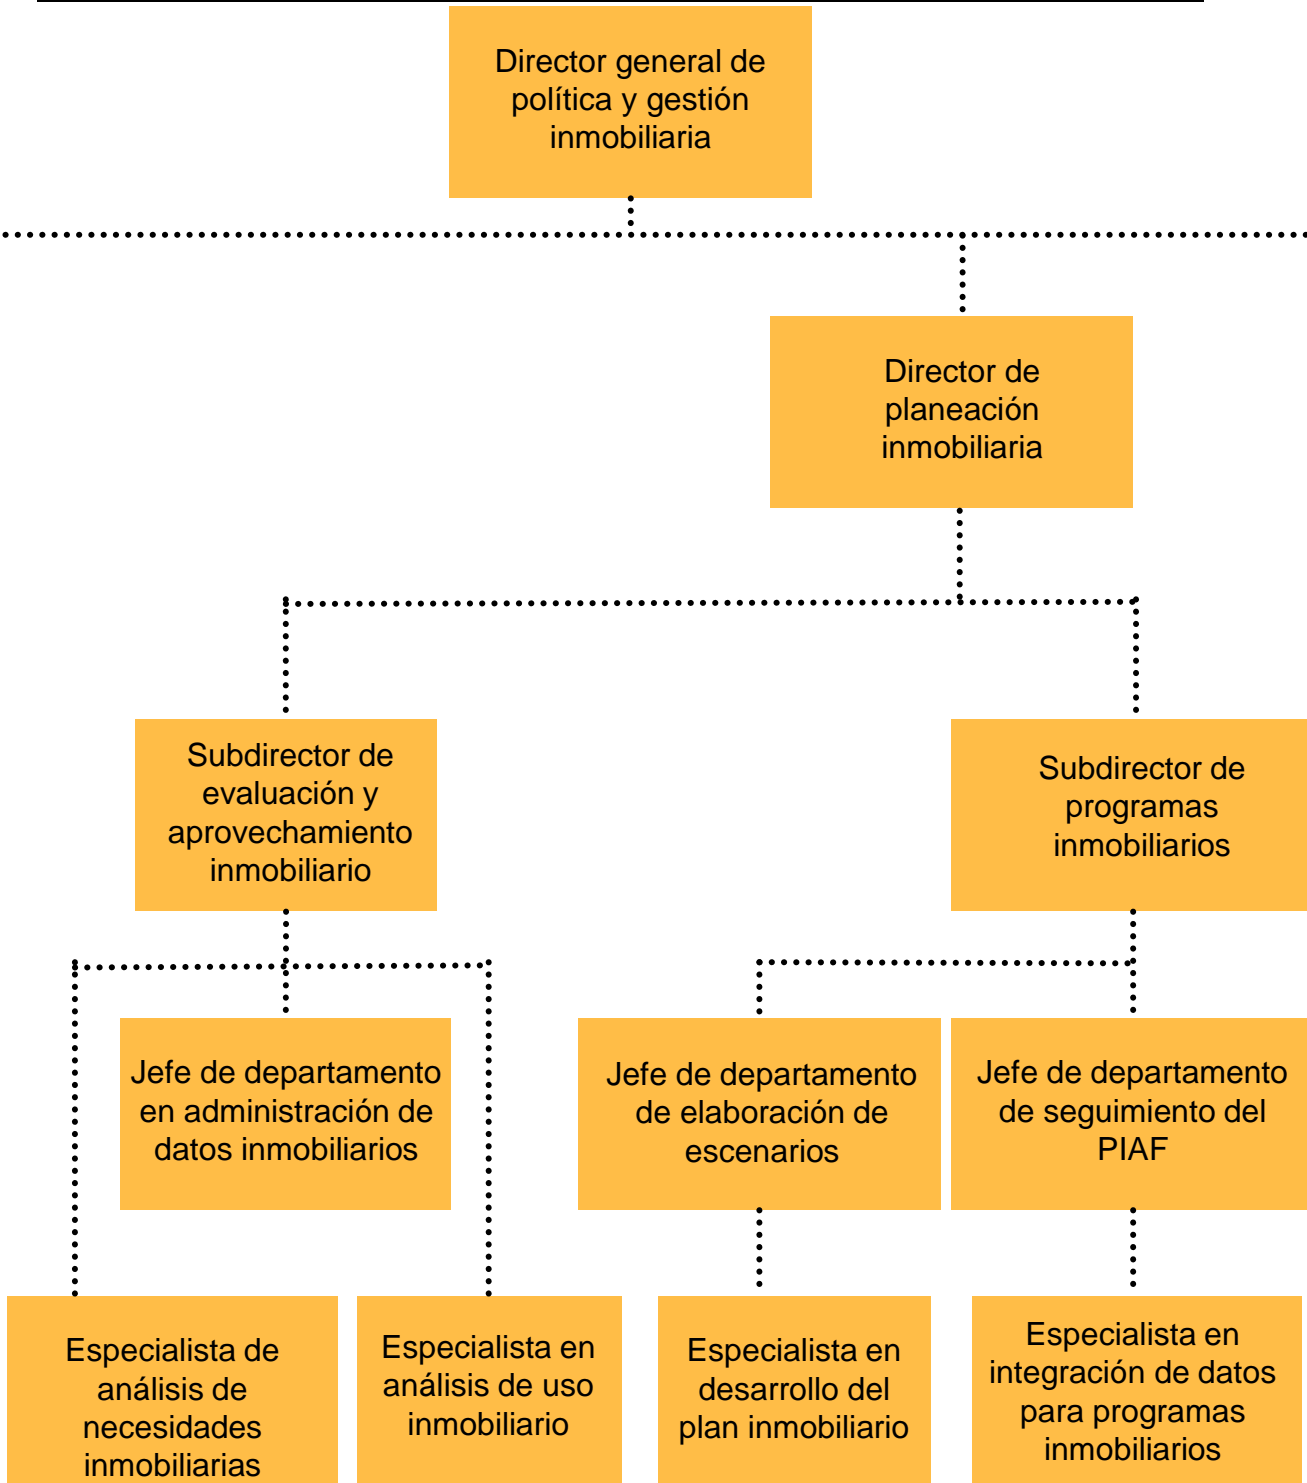 Director general de
política y gestión
inmobiliaria
Director de
planeación
inmobiliaria
Subdirector de
evaluación y
aprovechamiento
inmobiliario
Subdirector de
programas
inmobiliarios
Jefe de departamento
en administración de
datos inmobiliarios
Jefe de departamento
de elaboración de
escenarios
Jefe de departamento
de seguimiento del
PIAF
Especialista de
análisis de
necesidades
inmobiliarias
Especialista en
análisis de uso
inmobiliario
Especialista en
desarrollo del
plan inmobiliario
Especialista en
integración de datos
para programas
inmobiliarios